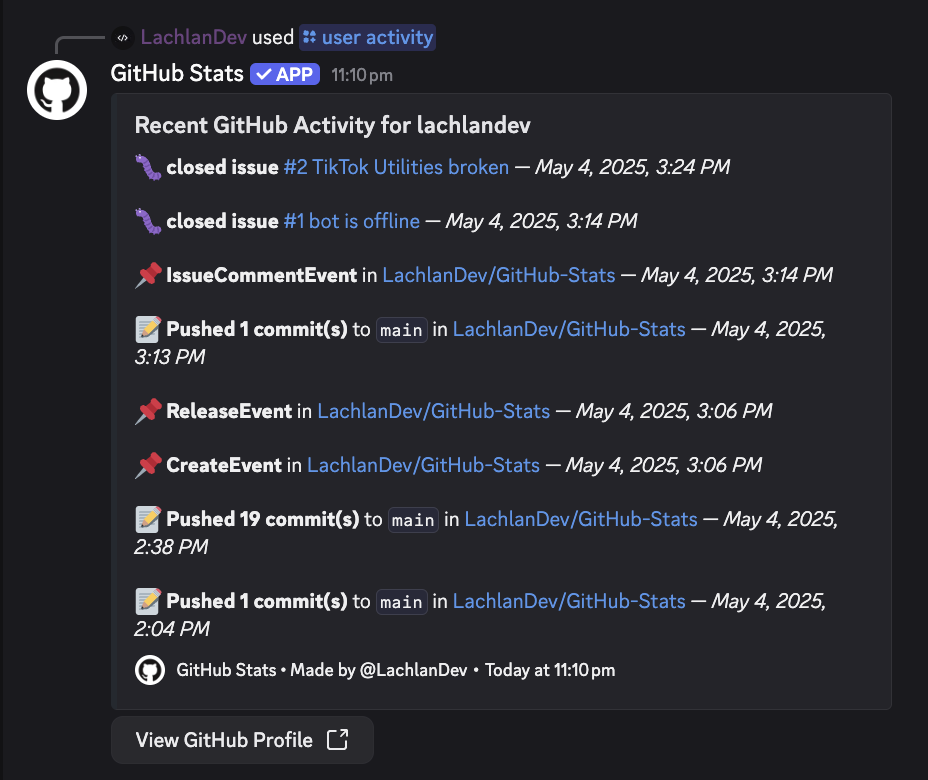 LachlanDev used user activity
GitHub Stats APP 11:10 pm
Recent GitHub Activity for lachlandev
closed issue #2 TikTok Utilities broken — May 4, 2025, 3:24 PM
closed issue #1 bot is offline — May 4, 2025, 3:14 PM
IssueCommentEvent in LachlanDev/GitHub-Stats — May 4, 2025, 3:14 PM
Pushed 1 commit(s) to main in LachlanDev/GitHub-Stats — May 4, 2025,
3:13 PM
ReleaseEvent in LachlanDev/GitHub-Stats — May 4, 2025, 3:06 PM
CreateEvent in LachlanDev/GitHub-Stats — May 4, 2025, 3:06 PM
Pushed 19 commit(s) to main in LachlanDev/GitHub-Stats — May 4, 2025,
2:38 PM
Pushed 1 commit(s) to main in LachlanDev/GitHub-Stats — May 4, 2025,
2:04 PM
GitHub Stats • Made by @LachlanDev • Today at 11:10 pm
View GitHub Profile